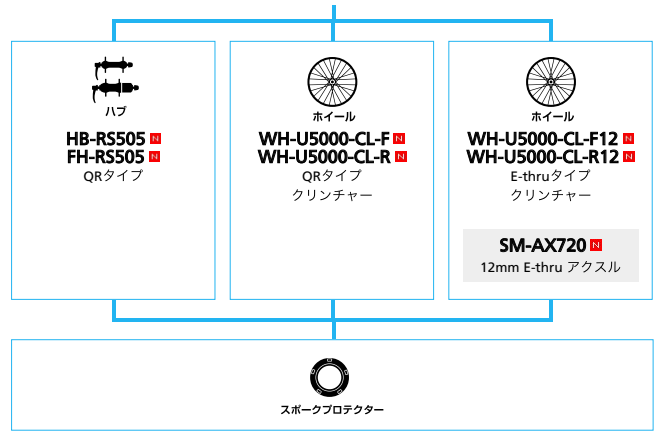 ハブ
HB-RS505 N
FH-RS505 N
QRタイプ
ホイール
WH-U5000-CL-F N
WH-U5000-CL-R N
QRタイプ
クリンチャー
ホイール
WH-U5000-CL-F12 N
WH-U5000-CL-R12 N
E-thruタイプ
クリンチャー
SM-AX720 N
12mm E-thru アクスル
スポークプロテクター